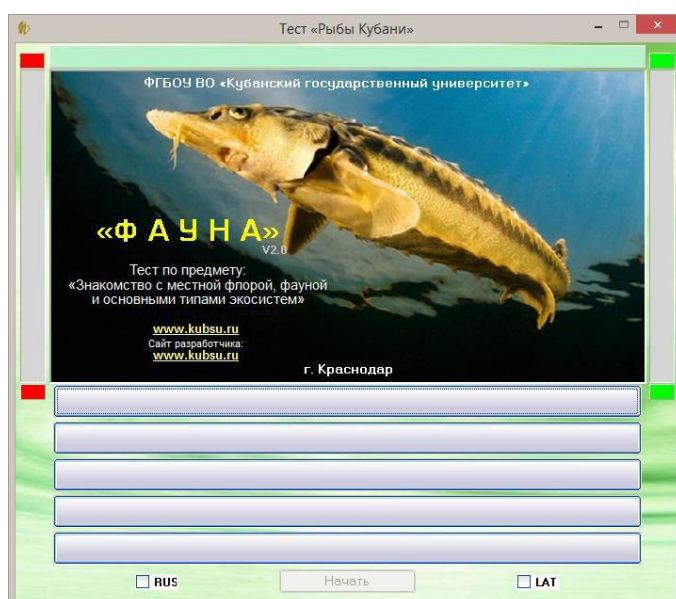 Тест «Рыбы Кубани»
ФГБОУ ВО «Кубанский государственный университет»
«Ф А У Н А»
V2.0
Тест по предмету:
«Знакомство с местной флорой, фауной
и основными типами экосистем»
www.kubsu.ru
Сайт разработчика:
www.kubsu.ru
г. Краснодар
RUS
Начать
LAT